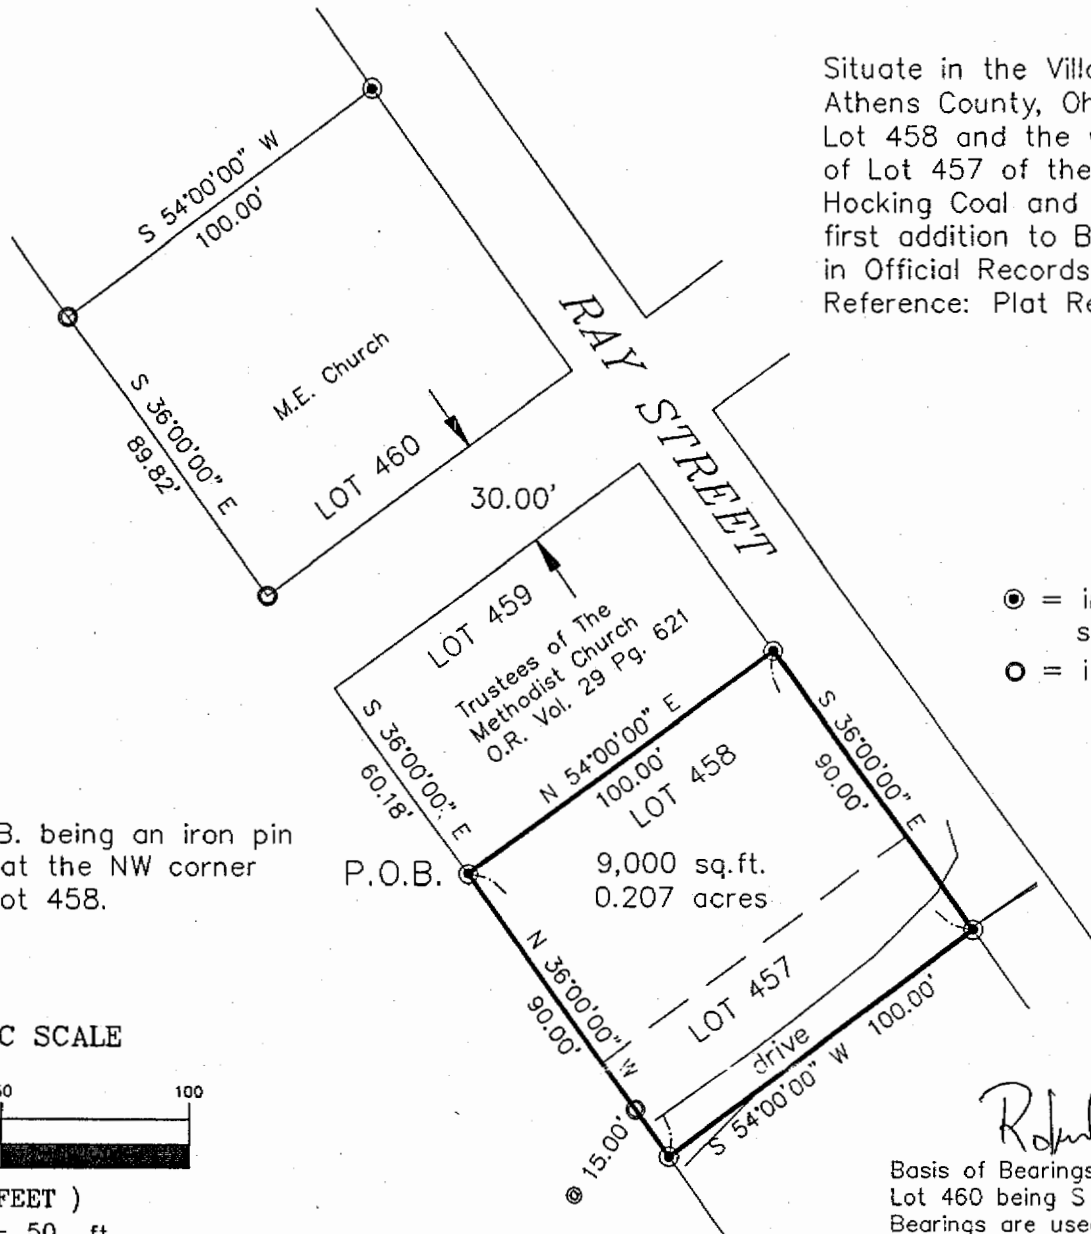 Situate in the
Athens County,
Lot 458 and the
of Lot 457 of the
Hocking Coal and
first addition to
in Official Records
Reference: Plat
S 54°00'00" W
100.00'
RAY STREET
M.E. Church
S 36°00'00" E
89.82'
LOT 460
30.00'
LOT 459
Trustees of The
Methodist Church
O.R. Vol. 29 Pg. 621
S 36°00'00" E
60.18'
N 54°00'00" E
100.00'
LOT 458
S 36°00'00" E
90.00'
=
=
B. being an iron pin
at the NW corner
ot 458.
P.O.B.
9,000 sq.ft.
0.207 acres
N 36°00'00" W
90.00'
LOT 457
drive
S 54°00'00" W 100.00'
@ 15.00'
C SCALE
100
FEET )
50 ft.
Basis of Bearings
Lot 460 being S
Bearings are